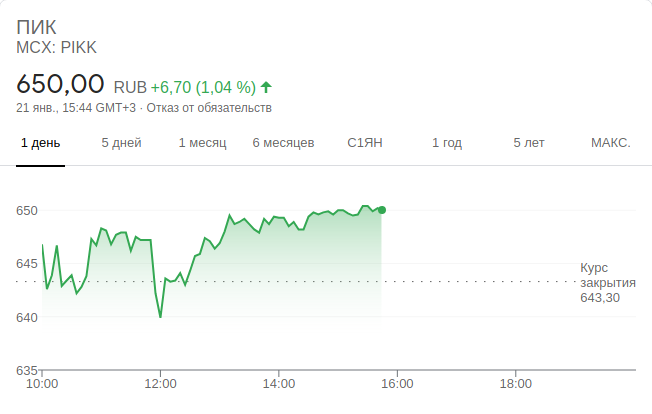 ПИК
MCX: PIKK
650,00 RUB +6,70 (1,04 %)
21 янв., 15:44 GMT+3 · Отказ от обязательств
1 день 5 дней 1 месяц 6 месяцев С1ЯН 1 год 5 лет МАКС.
650
645
Курс
закрытия
643,30
640
635
10:00 12:00 14:00 16:00 18:00